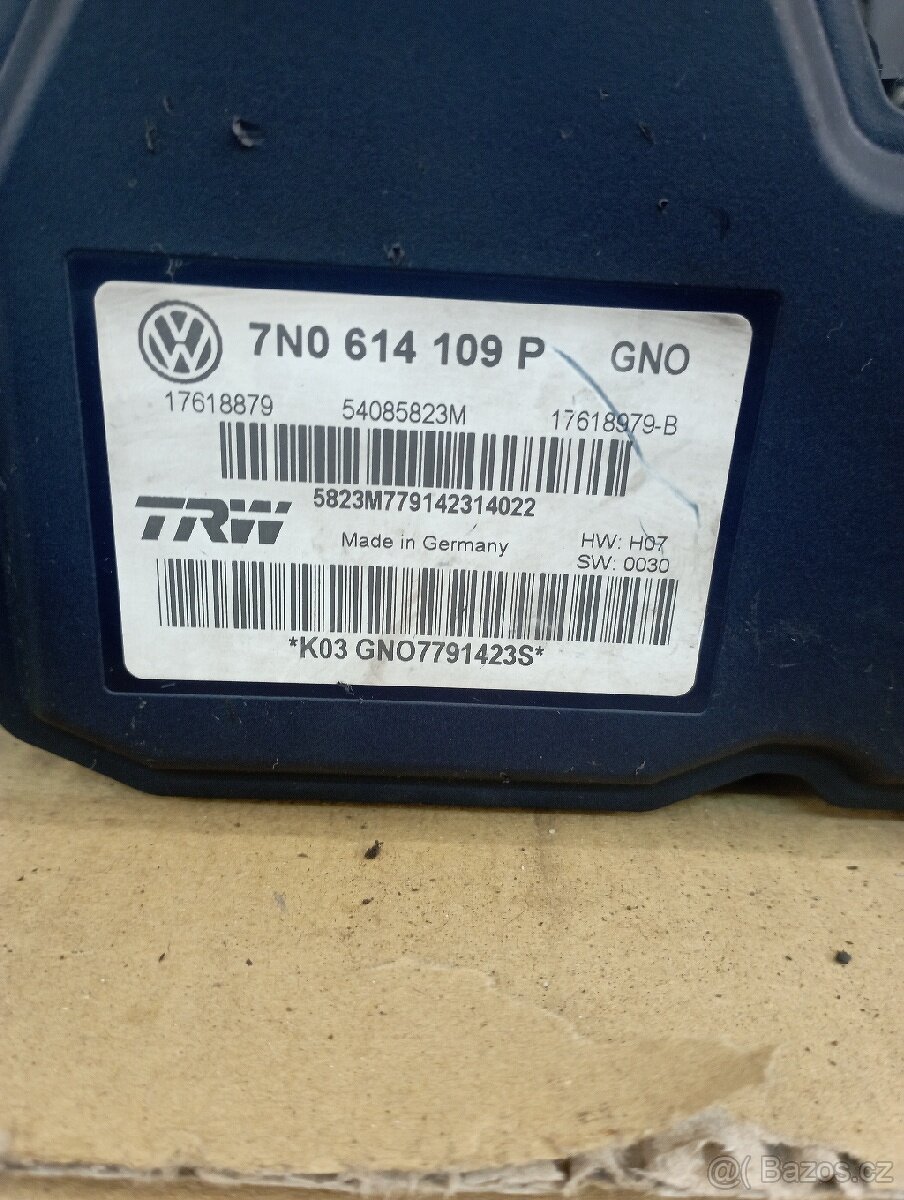 7N0 614 109 P GNO
17618879 54085823M 17618979-B
5823M779142314022
TRW
Made in Germany HW: H07
SW: 0030
*K03 GNO7791423S*
@ Bazos.cz